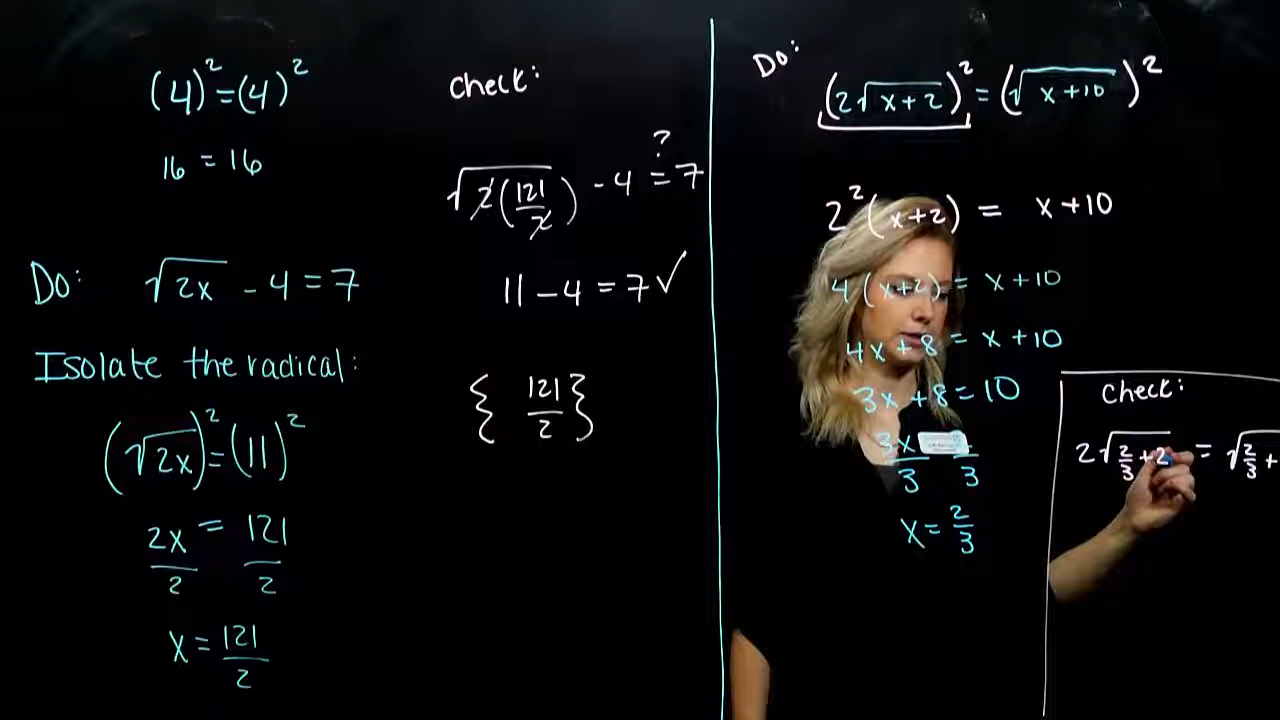 (4)² = (4)²
16 = 16
Do: √2x - 4 = 7
Isolate the radical:
(√2x)² = (11)²
2x/2 = 121/2
x = 121/2
Check:
√2(121/2) - 4 ≟ 7
11 - 4 = 7 ✓
{121/2}
Do:
(2√x+2)² = (√x+10)²
2²(x+2) = x+10
4(x+2) = x+10
4x+8 = x+10
3x+8 = 10
3x/3 /3
x = 2/3
Check:
2√2/3+2 = √2/3+